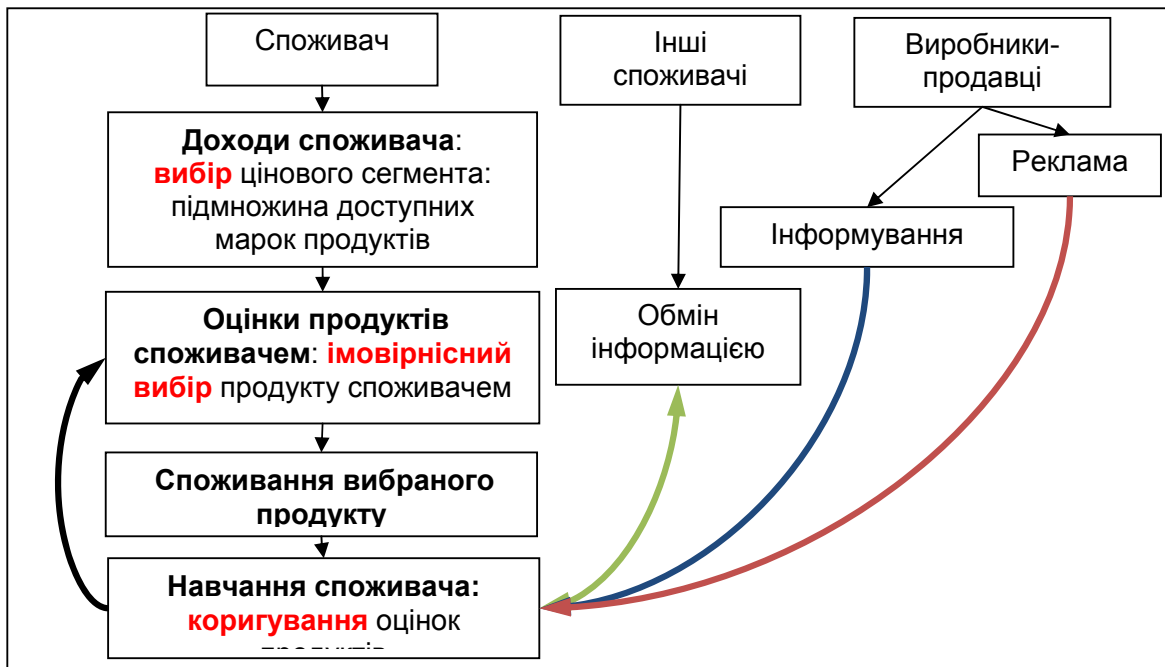 Споживач
Доходи споживача:
вибір цінового сегмента:
підмножина доступних
марок продуктів
Оцінки продуктів
споживачем: імовірнісний
вибір продукту споживачем
Споживання вибраного
продукту
Навчання споживача:
коригування оцінок
Інші
споживачі
Обмін
інформацією
Виробники-
продавці
Інформування
Реклама